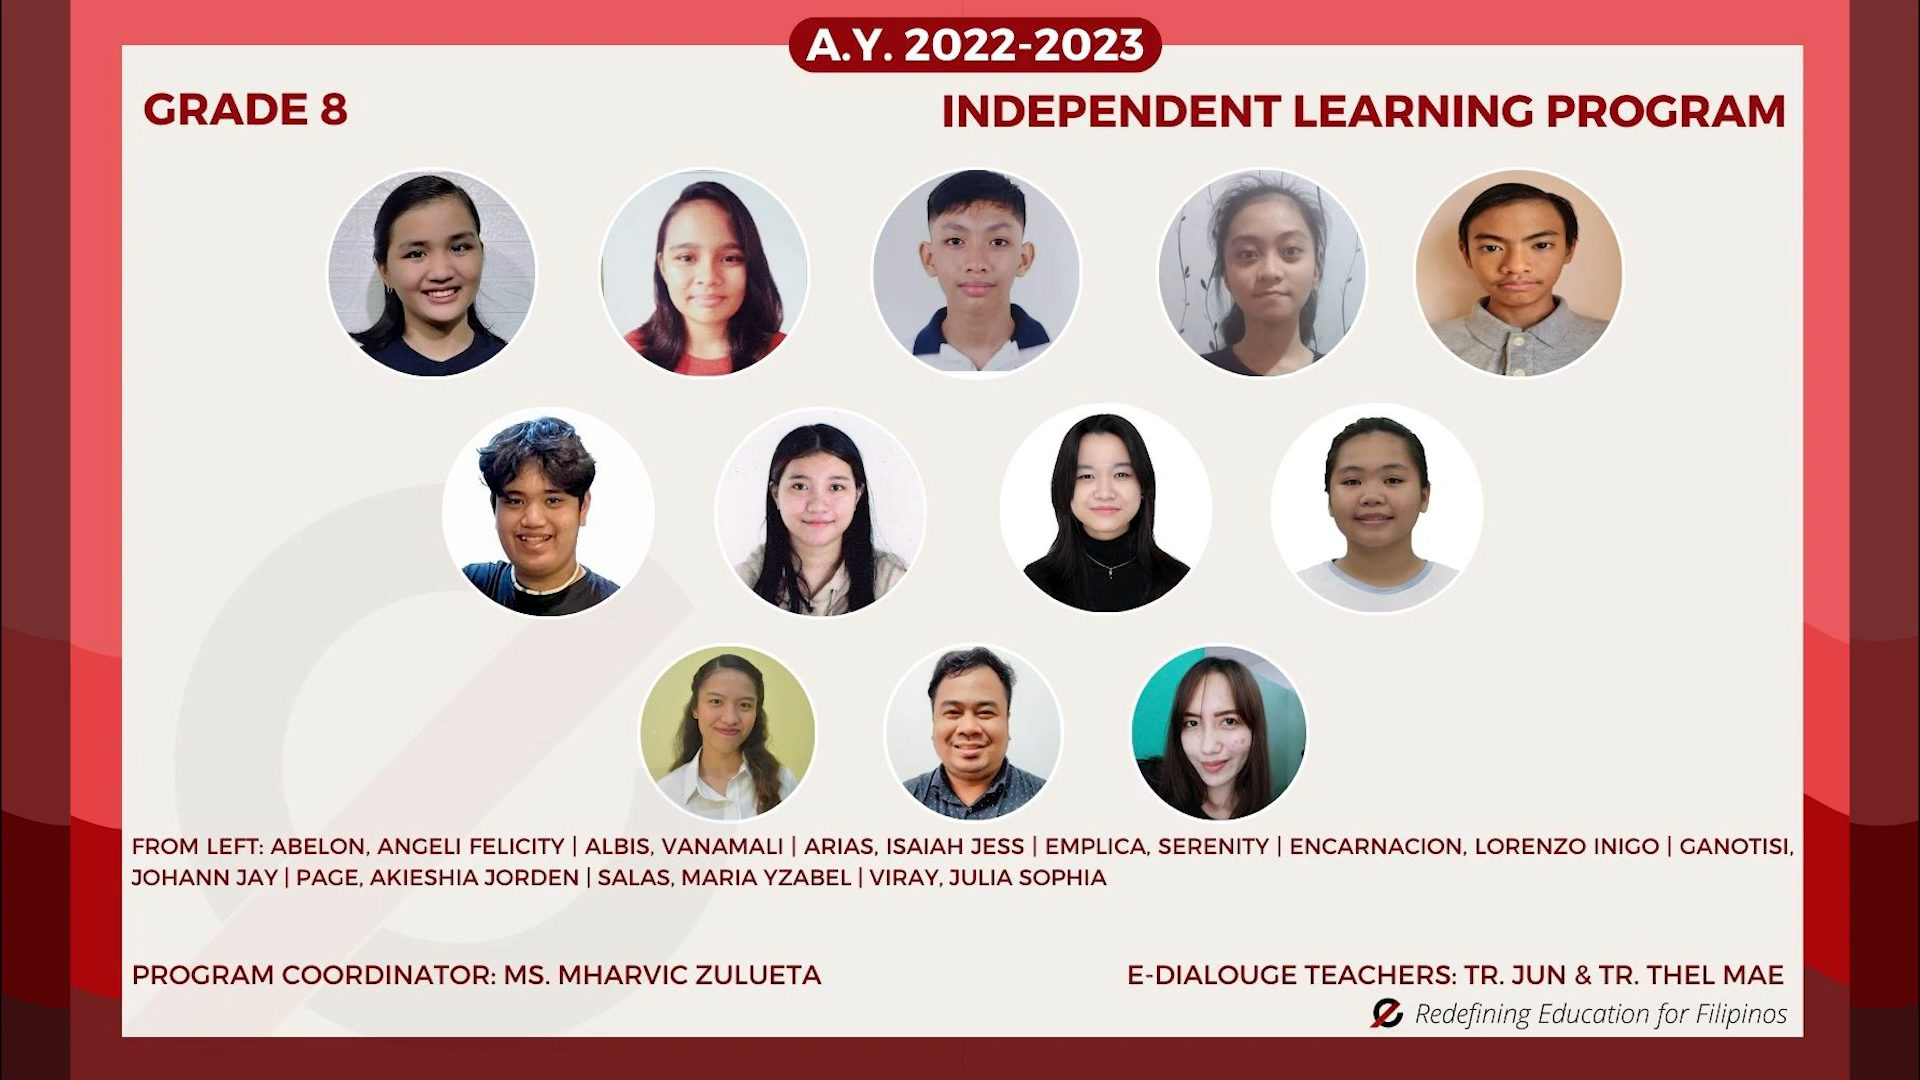 A.Y. 2022-2023
GRADE 8
INDEPENDENT LEARNING PROGRAM
FROM LEFT: ABELON, ANGELI FELICITY | ALBIS, VANAMALI | ARIAS, ISAIAH JESS | EMPLICA, SERENITY | ENCARNACION, LORENZO INIGO | GANOTISI,
JOHANN JAY | PAGE, AKIESHIA JORDEN | SALAS, MARIA YZABEL | VIRAY, JULIA SOPHIA
PROGRAM COORDINATOR: MS. MHARVIC ZULUETA
E-DIALOUGE TEACHERS: TR. JUN & TR. THEL MAE
Redefining Education for Filipinos